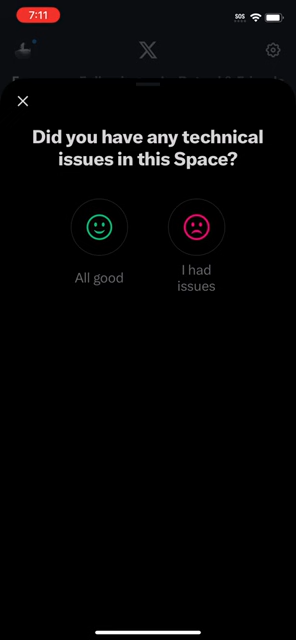 7:11
SOS
Did you have any technical
issues in this Space?
All good
I had
issues